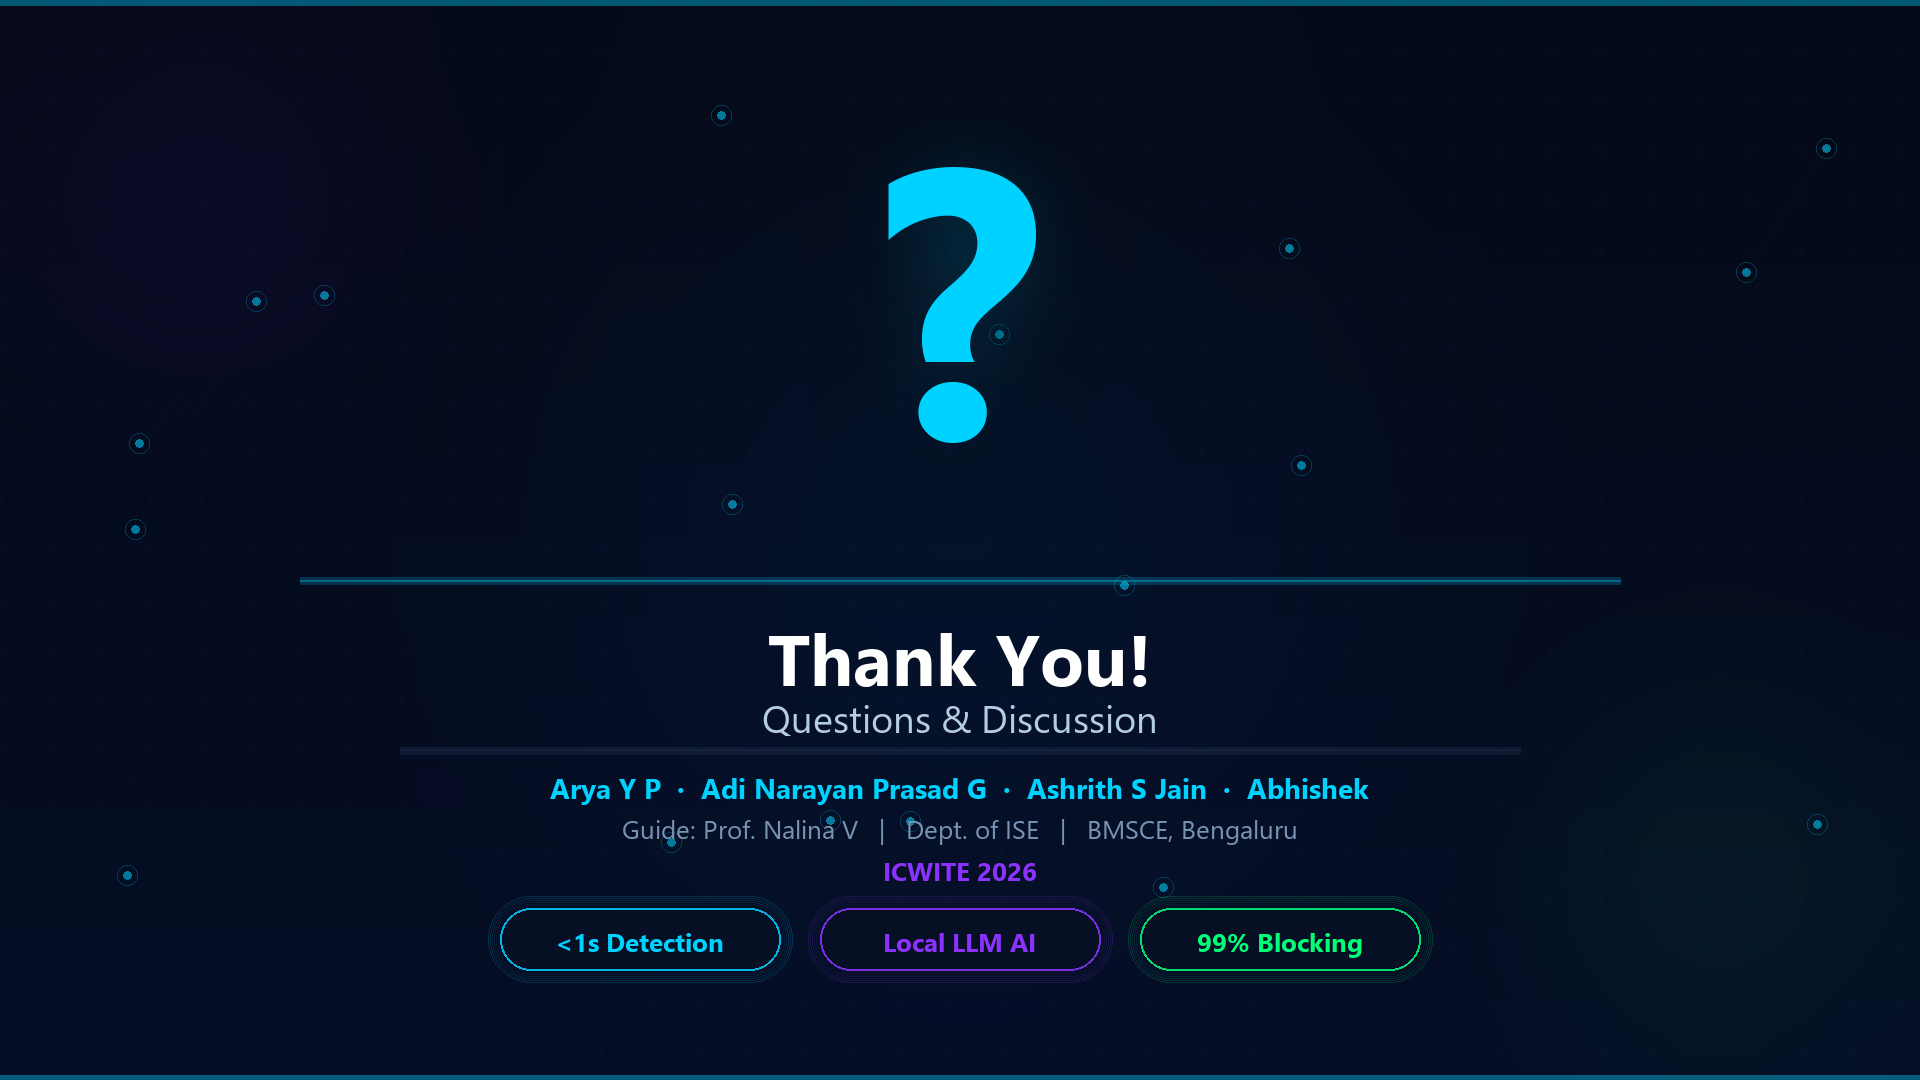 ?
Thank You!
Questions & Discussion
Arya Y P · Adi Narayan Prasad G · Ashrith S Jain · Abhishek
Guide: Prof. Nalina V | Dept. of ISE | BMSCE, Bengaluru
ICWITE 2026
<1s Detection
Local LLM AI
99% Blocking